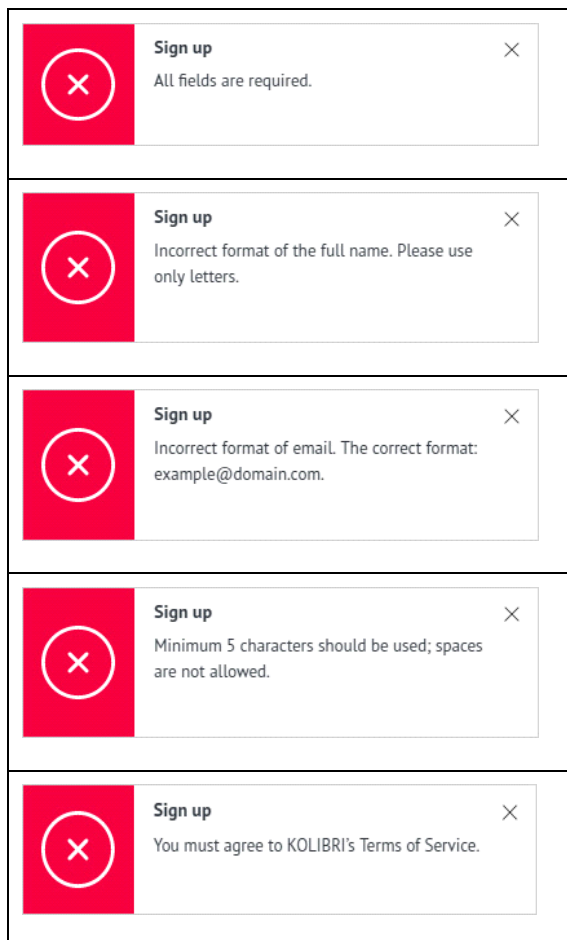 Sign up
All fields are required.
Sign up
Incorrect format of the full name. Please use
only letters.
Sign up
Incorrect format of email. The correct format:
example@domain.com.
Sign up
Minimum 5 characters should be used; spaces
are not allowed.
Sign up
You must agree to KOLIBRI's Terms of Service.